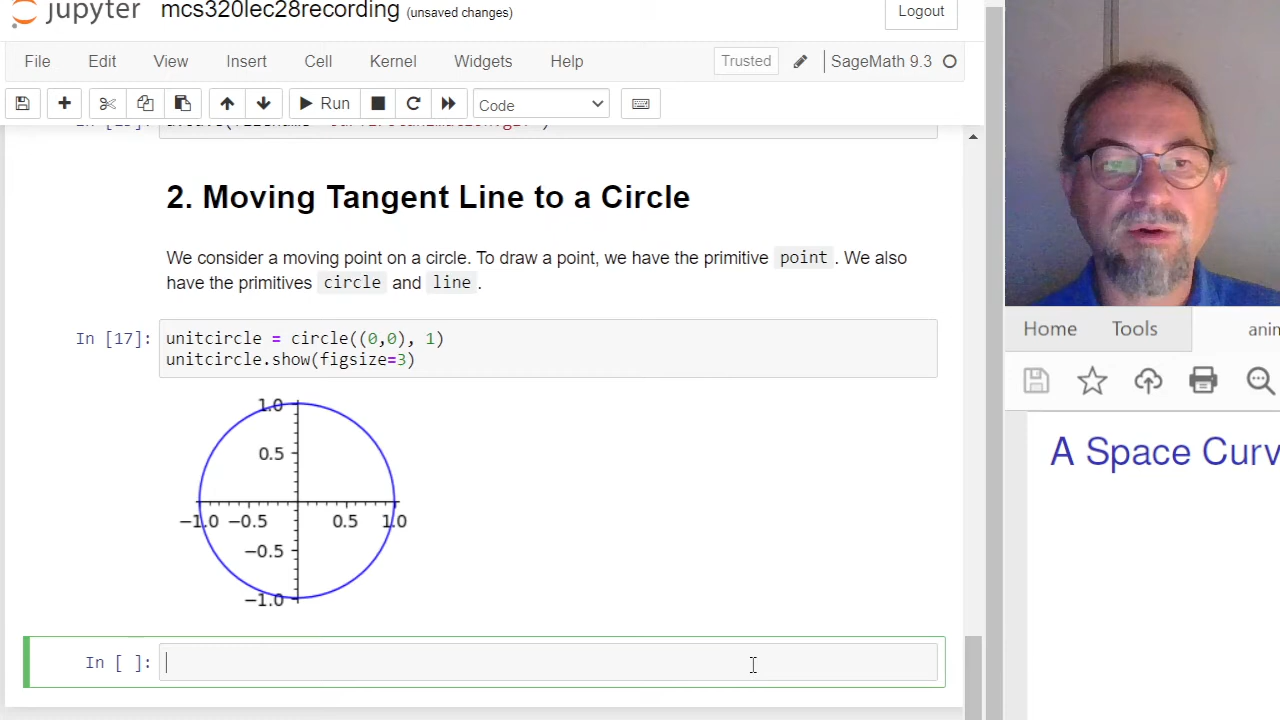 jupyter mcs320lec28recording (unsaved changes)
Logout
File Edit View Insert Cell Kernel Widgets Help
Trusted
SageMath 9.3
Run
Code
2. Moving Tangent Line to a Circle
We consider a moving point on a circle. To draw a point, we have the primitive point . We also
have the primitives circle and line .
In [17]: unitcircle = circle((0,0), 1)
unitcircle.show(figsize=3)
1.0
0.5
−1.0 −0.5 0.5 1.0
−0.5
−1.0
In [ ]:
Home Tools anim
A Space Curv